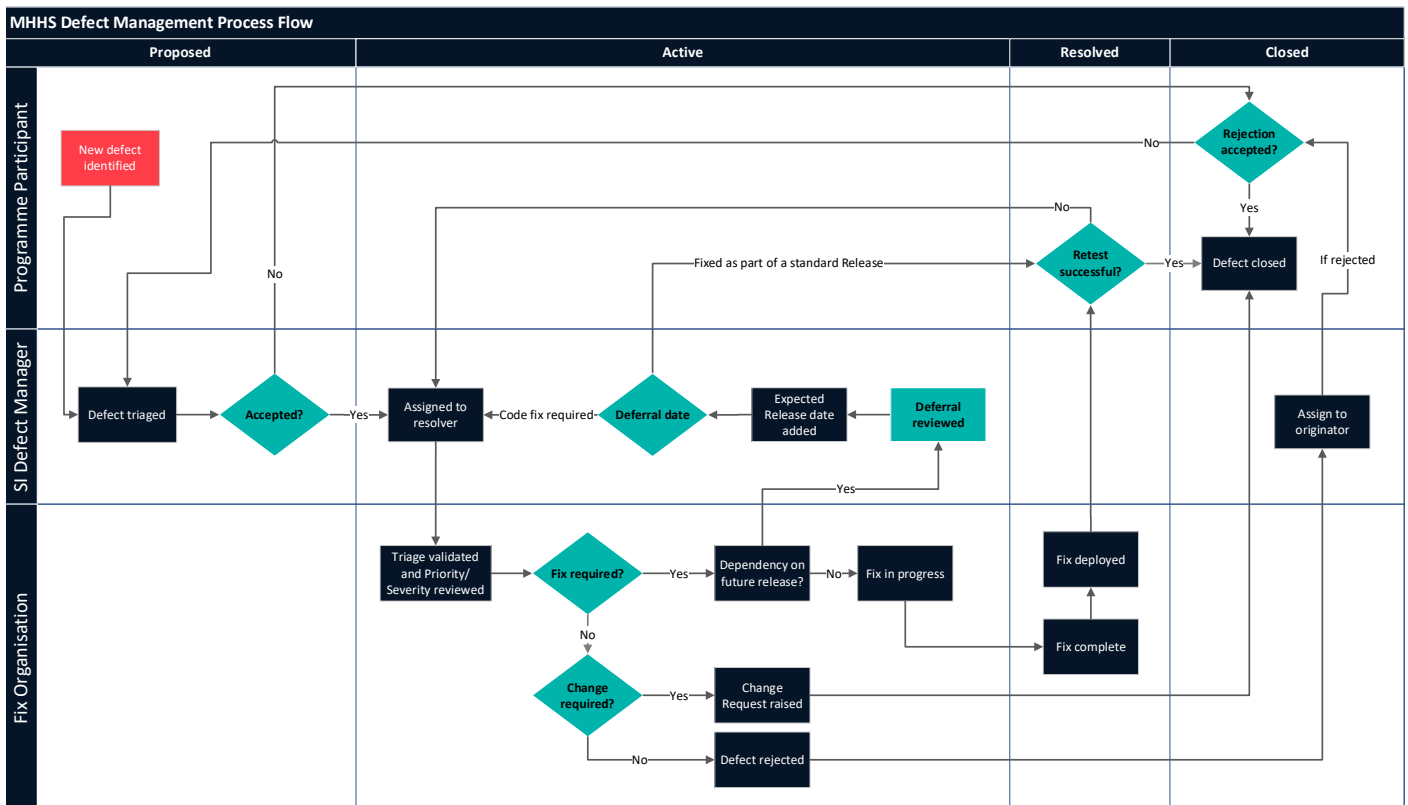 MHHS Defect Management Process Flow
Proposed
Active
Resolved
Closed
Programme Participant
New defect
identified
No
Rejection
accepted?
Yes
No
Fixed as part of a standard Release
Retest
successful?
Yes
Defect closed
If rejected
No
SI Defect Manager
Defect triaged
Accepted?
Yes
Assigned to
resolver
Code fix required
Deferral date
Expected
Release date
added
Deferral
reviewed
Assign to
originator
Yes
Fix Organisation
Triage validated
and Priority/
Severity reviewed
Fix required?
Yes
Dependency on
future release?
No
Fix in progress
Fix deployed
No
Fix complete
Change
required?
Yes
Change
Request raised
No
Defect rejected